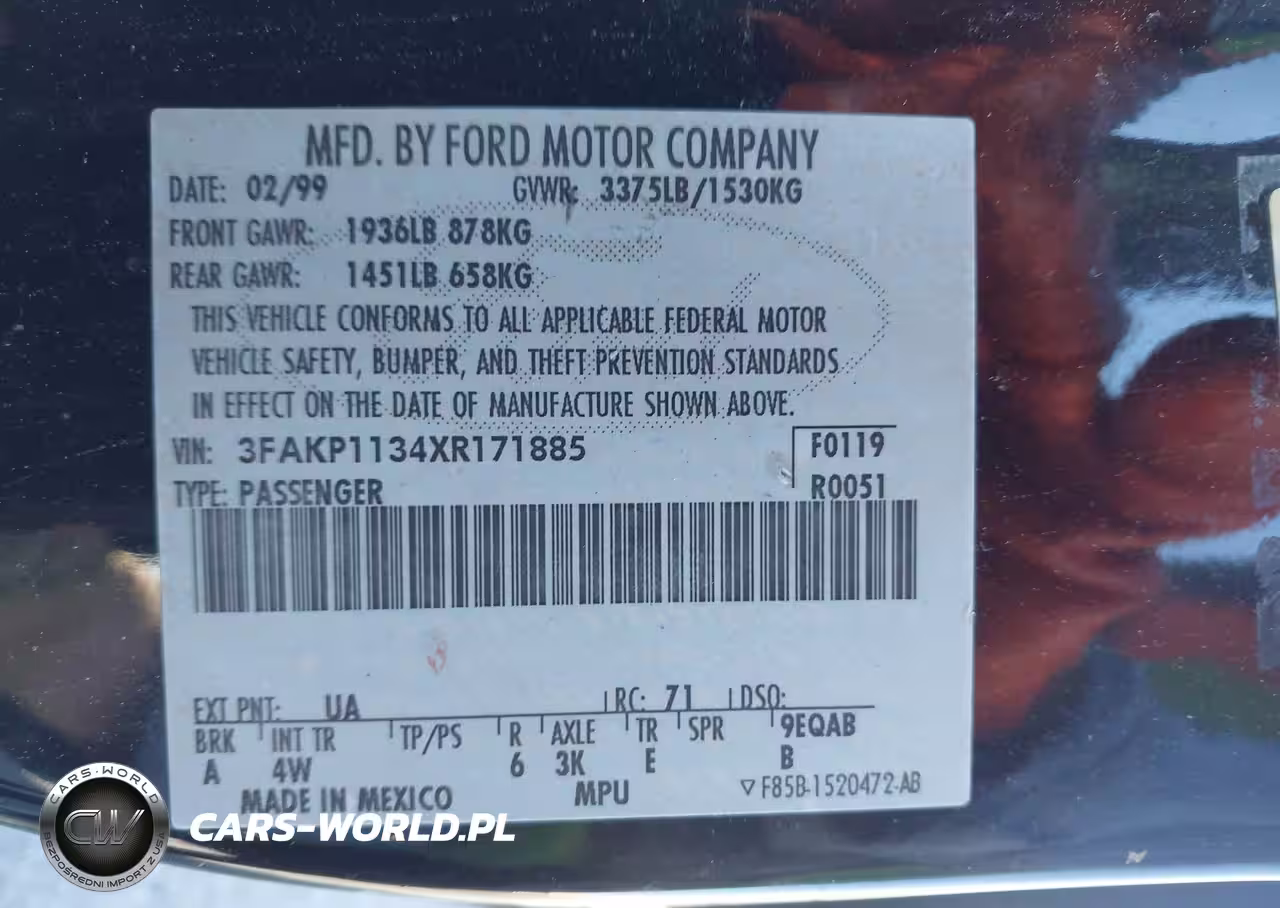 MFD. BY FORD MOTOR COMPANY
DATE: 02/99 GVWR: 3375LB/1530KG
FRONT GAWR: 1936LB 878KG
REAR GAWR: 1451LB 658KG
THIS VEHICLE CONFORMS TO ALL APPLICABLE FEDERAL MOTOR
VEHICLE SAFETY, BUMPER, AND THEFT PREVENTION STANDARDS
IN EFFECT ON THE DATE OF MANUFACTURE SHOWN ABOVE.
VIN: 3FAKP1134XR171885 F0119
TYPE: PASSENGER R0051
EXT PNT: UA RC: 71 DSO:
BRK INT TR TP/PS R AXLE TR SPR 9EQAB
A 4W 6 3K E B
MADE IN MEXICO MPU ▽F85B-1520472-AB
CARS-WORLD
CW
BEZPOŚREDNI IMPORT Z USA
CARS-WORLD.PL